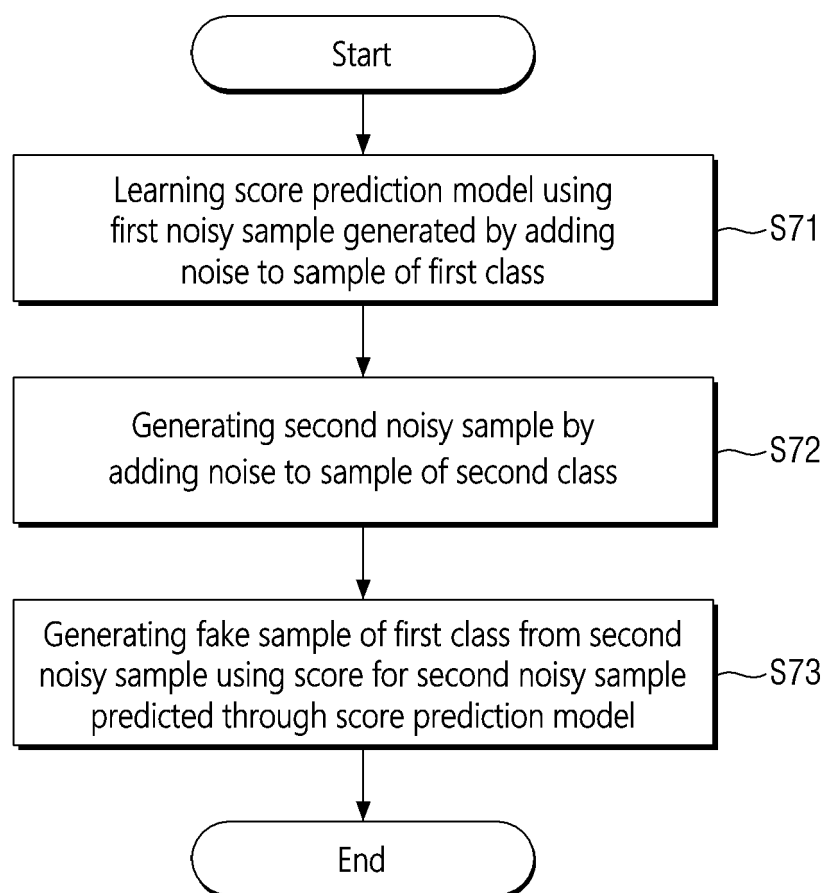 Start
Learning score prediction model using
first noisy sample generated by adding
noise to sample of first class
S71
Generating second noisy sample by
adding noise to sample of second class
S72
Generating fake sample of first class from second
noisy sample using score for second noisy sample
predicted through score prediction model
S73
End